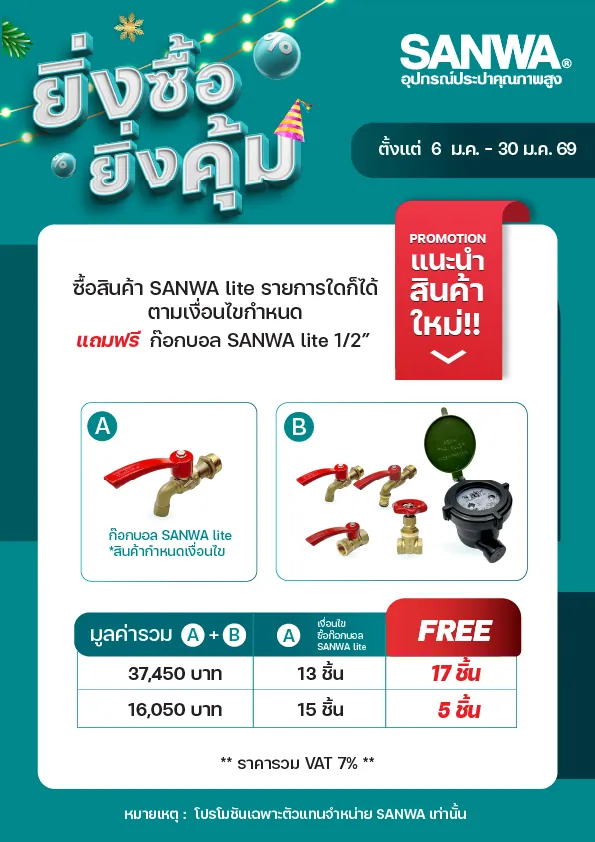 ยิ่งซื้อ
ยิ่งคุ้ม
%
%
SANWA®
อุปกรณ์ประปาคุณภาพสูง
ตั้งแต่ 6 ม.ค. - 30 ม.ค. 69
PROMOTION
แนะนำ
สินค้า
ใหม่!!
ซื้อสินค้า SANWA lite รายการใดก็ได้
ตามเงื่อนไขกำหนด
แถมฟรี ก๊อกบอล SANWA lite 1/2"
A
ก๊อกบอล SANWA lite
*สินค้ากำหนดเงื่อนไข
B
มูลค่ารวม A + B
A เงื่อนไข
ซื้อก๊อกบอล
SANWA lite
FREE
37,450 บาท 13 ชิ้น 17 ชิ้น
16,050 บาท 15 ชิ้น 5 ชิ้น
** ราคารวม VAT 7% **
หมายเหตุ : โปรโมชันเฉพาะตัวแทนจำหน่าย SANWA เท่านั้น